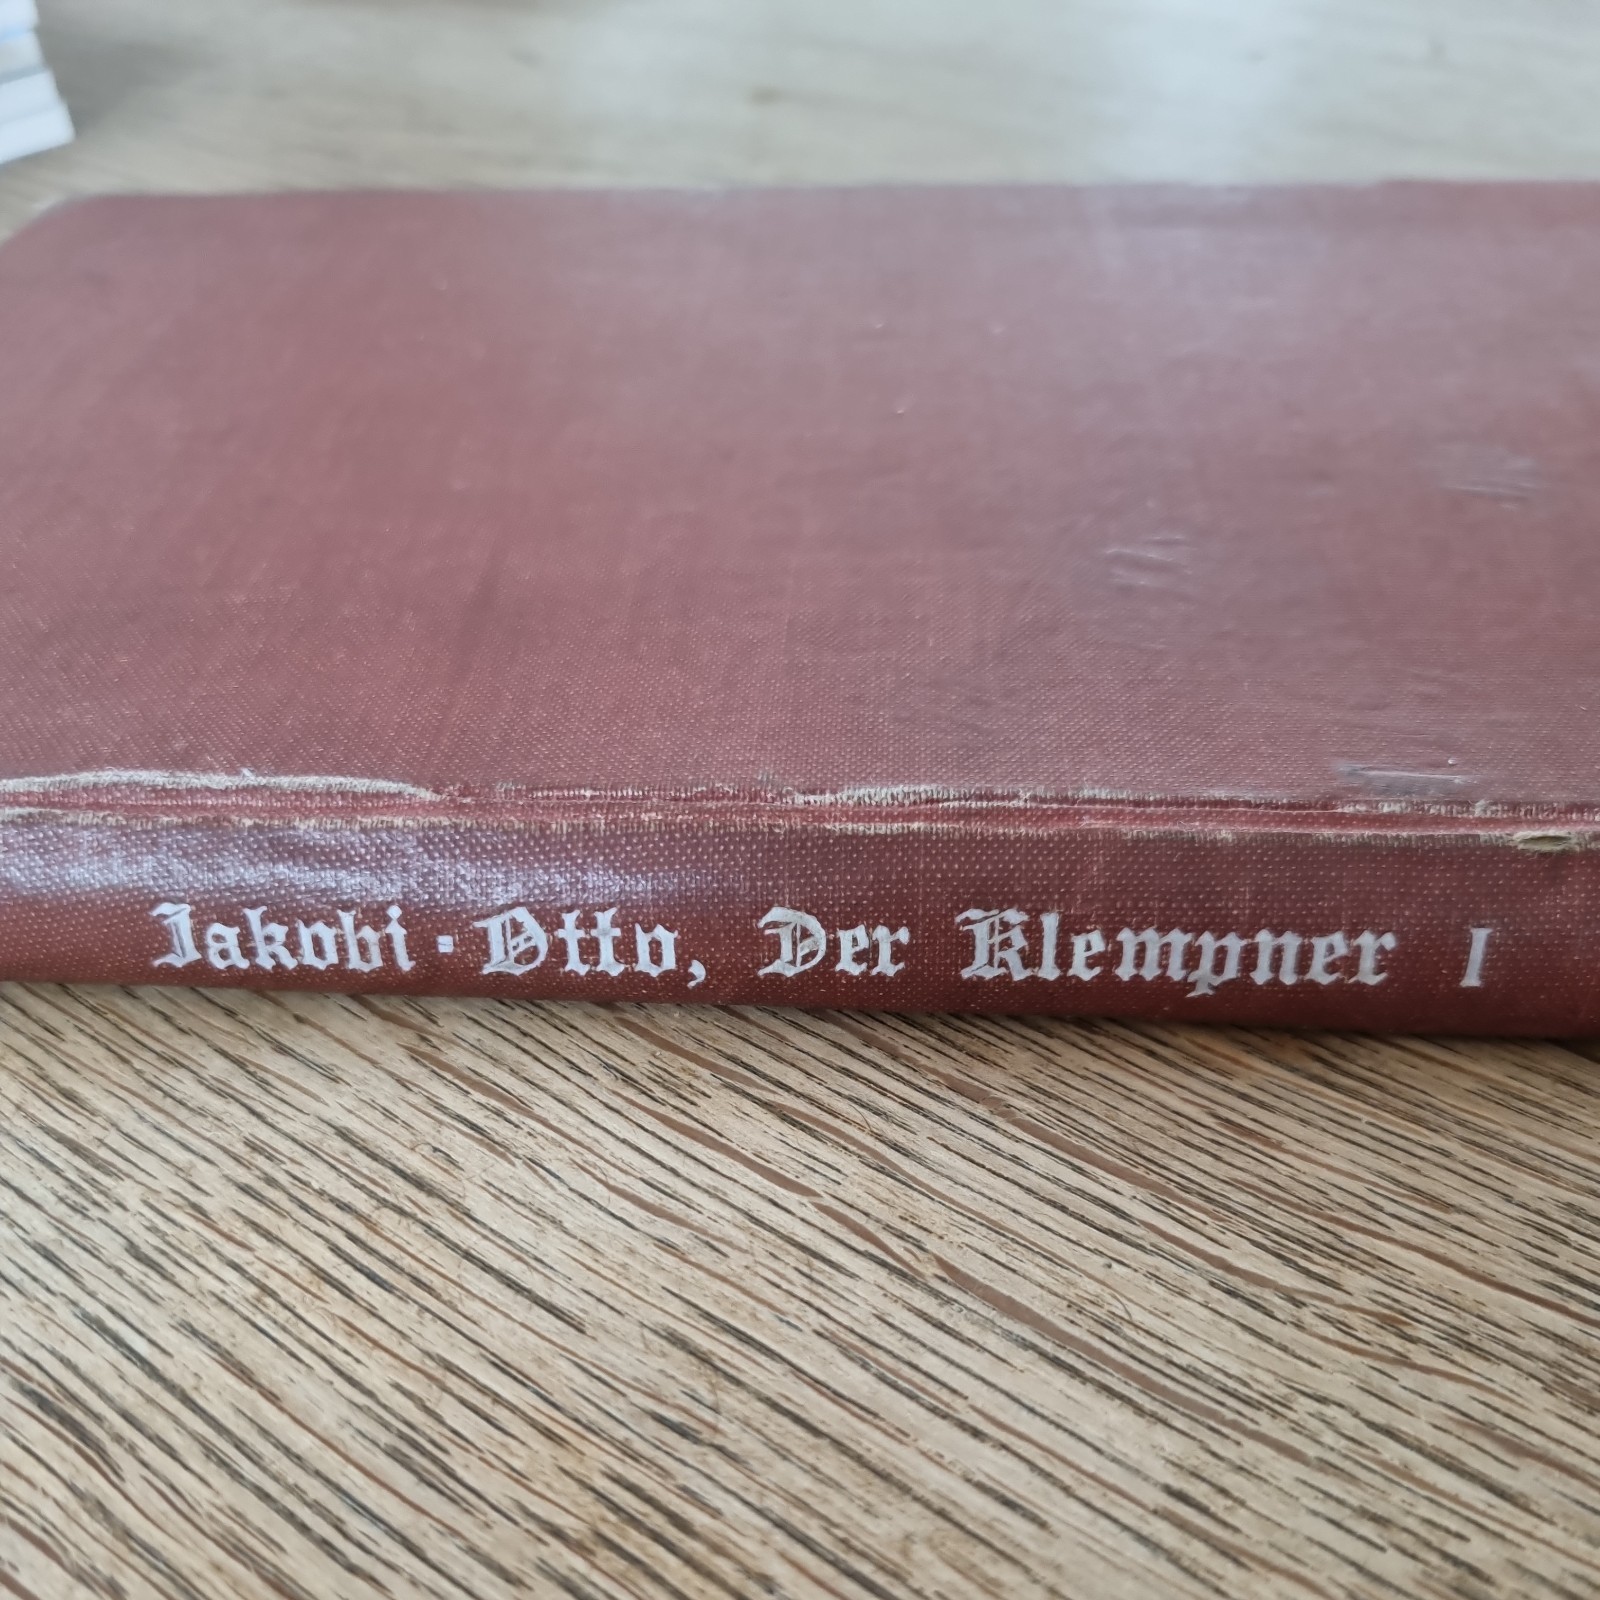 Jakobi-Otto, Der Klempner I